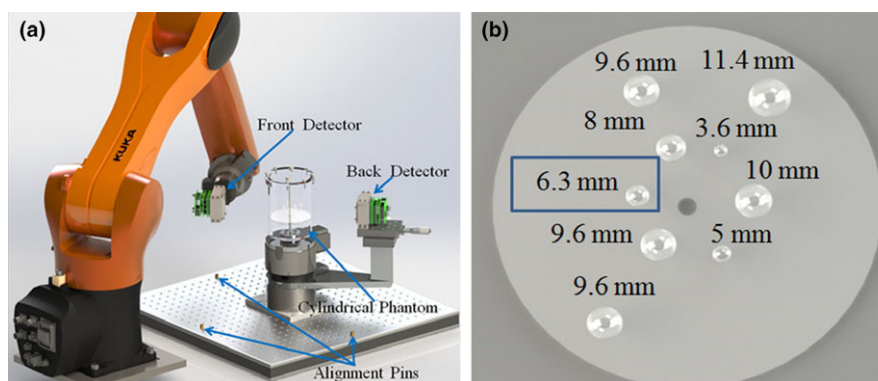 (a)
KUKA
Front Detector
Back Detector
Cylindrical Phantom
Alignment Pins
(b)
9.6 mm
11.4 mm
8 mm
3.6 mm
6.3 mm
10 mm
9.6 mm
5 mm
9.6 mm